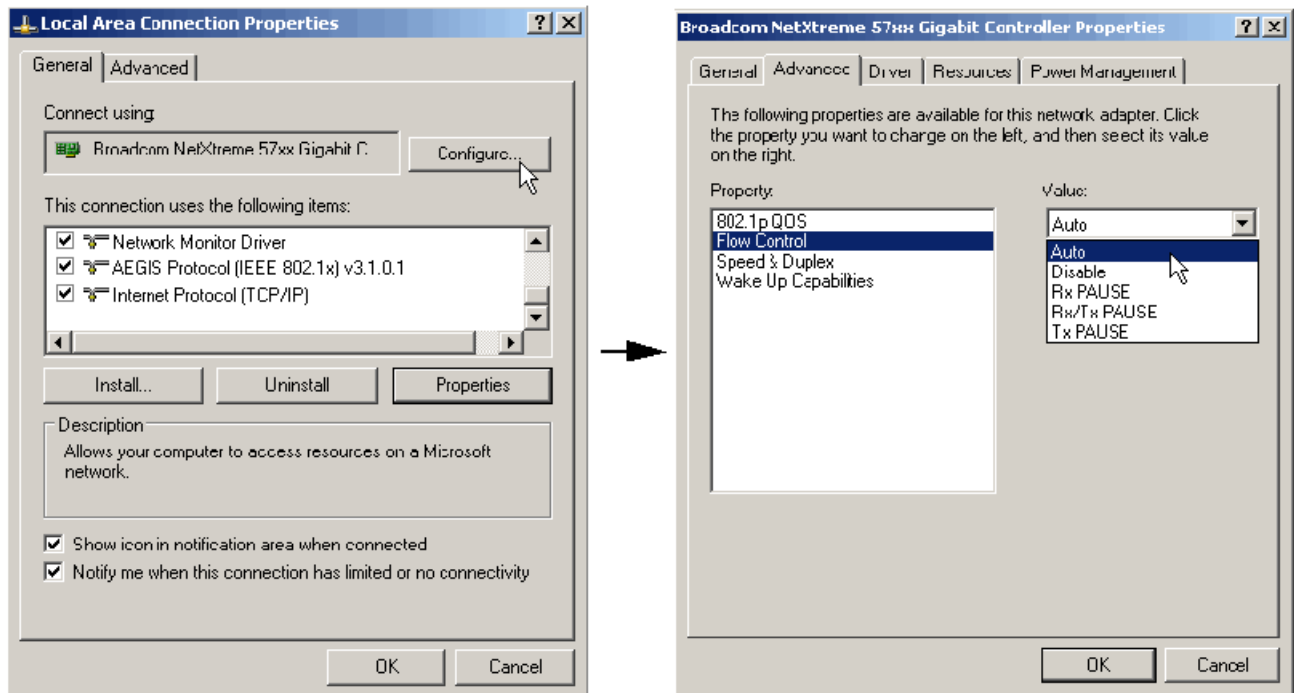 Local Area Connection Properties
General
Advanced
Connect using:
Broadcom NetXtreme 57xx Gigabit C
Configure...
This connection uses the following items:
Network Monitor Driver
AEGIS Protocol (IEEE 802.1x) v3.1.0.1
Internet Protocol (TCP/IP)
Install...
Uninstall
Properties
Description
Allows your computer to access resources on a Microsoft
network.
Show icon in notification area when connected
Notify me when this connection has limited or no connectivity
OK
Cancel
Broadcom NetXtreme 57xx Gigabit Controller Properties
General
Advanced
Driver
Resources
Power Management
The following properties are available for this network adapter. Click
the property you want to change on the left, and then select its value
on the right.
Property:
802.1p QOS
Flow Control
Speed & Duplex
Wake Up Capabilities
Value:
Auto
Auto
Disable
Rx PAUSE
Rx/Tx PAUSE
Tx PAUSE
OK
Cancel